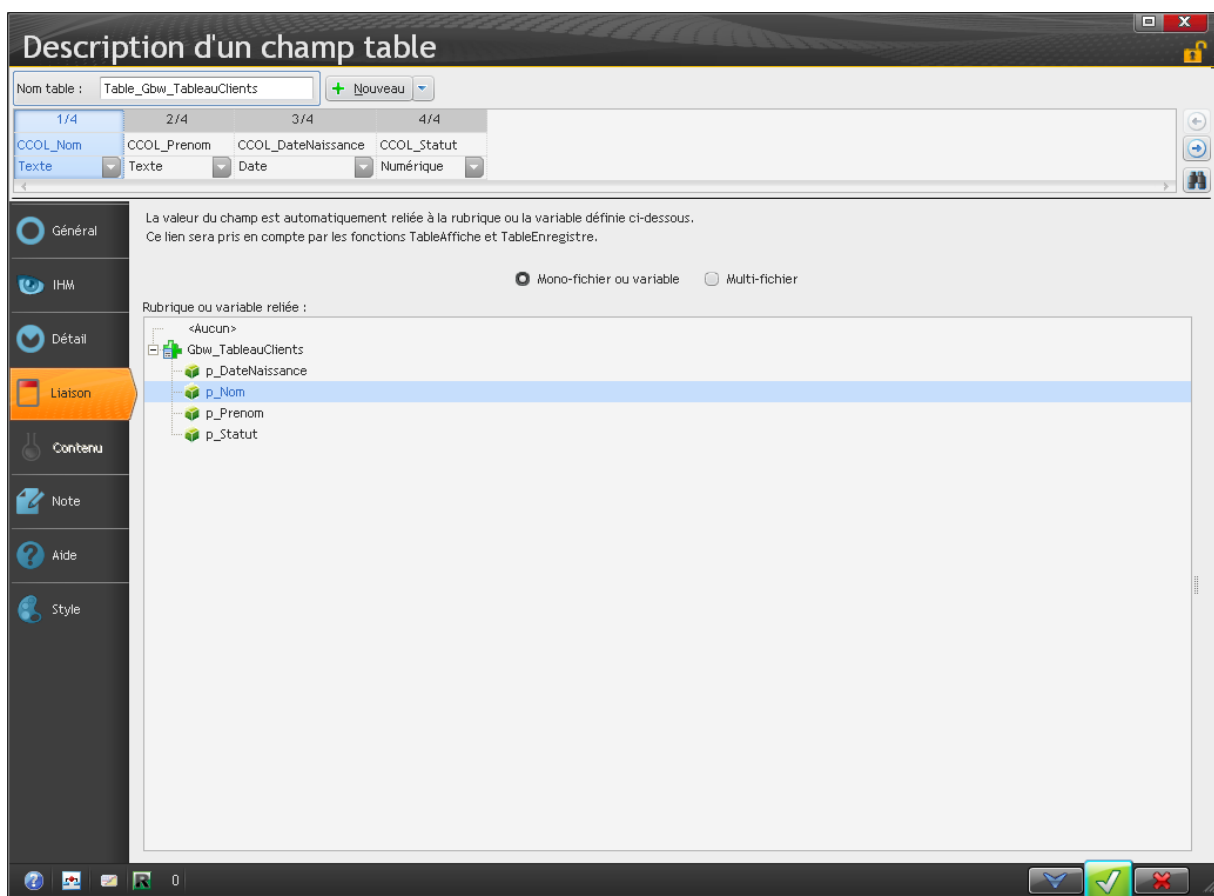 Description d'un champ table
Nom table : Table_Gbw_TableauClients Nouveau
1/4 2/4 3/4 4/4
CCOL_Nom CCOL_Prenom CCOL_DateNaissance CCOL_Statut
Texte Texte Date Numérique
Général
IHM
Détail
Liaison
Contenu
Note
Aide
Style
La valeur du champ est automatiquement reliée à la rubrique ou la variable définie ci-dessous.
Ce lien sera pris en compte par les fonctions TableAffiche et TableEnregistre.
Mono-fichier ou variable Multi-fichier
Rubrique ou variable reliée :
<Aucun>
Gbw_TableauClients
p_DateNaissance
p_Nom
p_Prenom
p_Statut
0